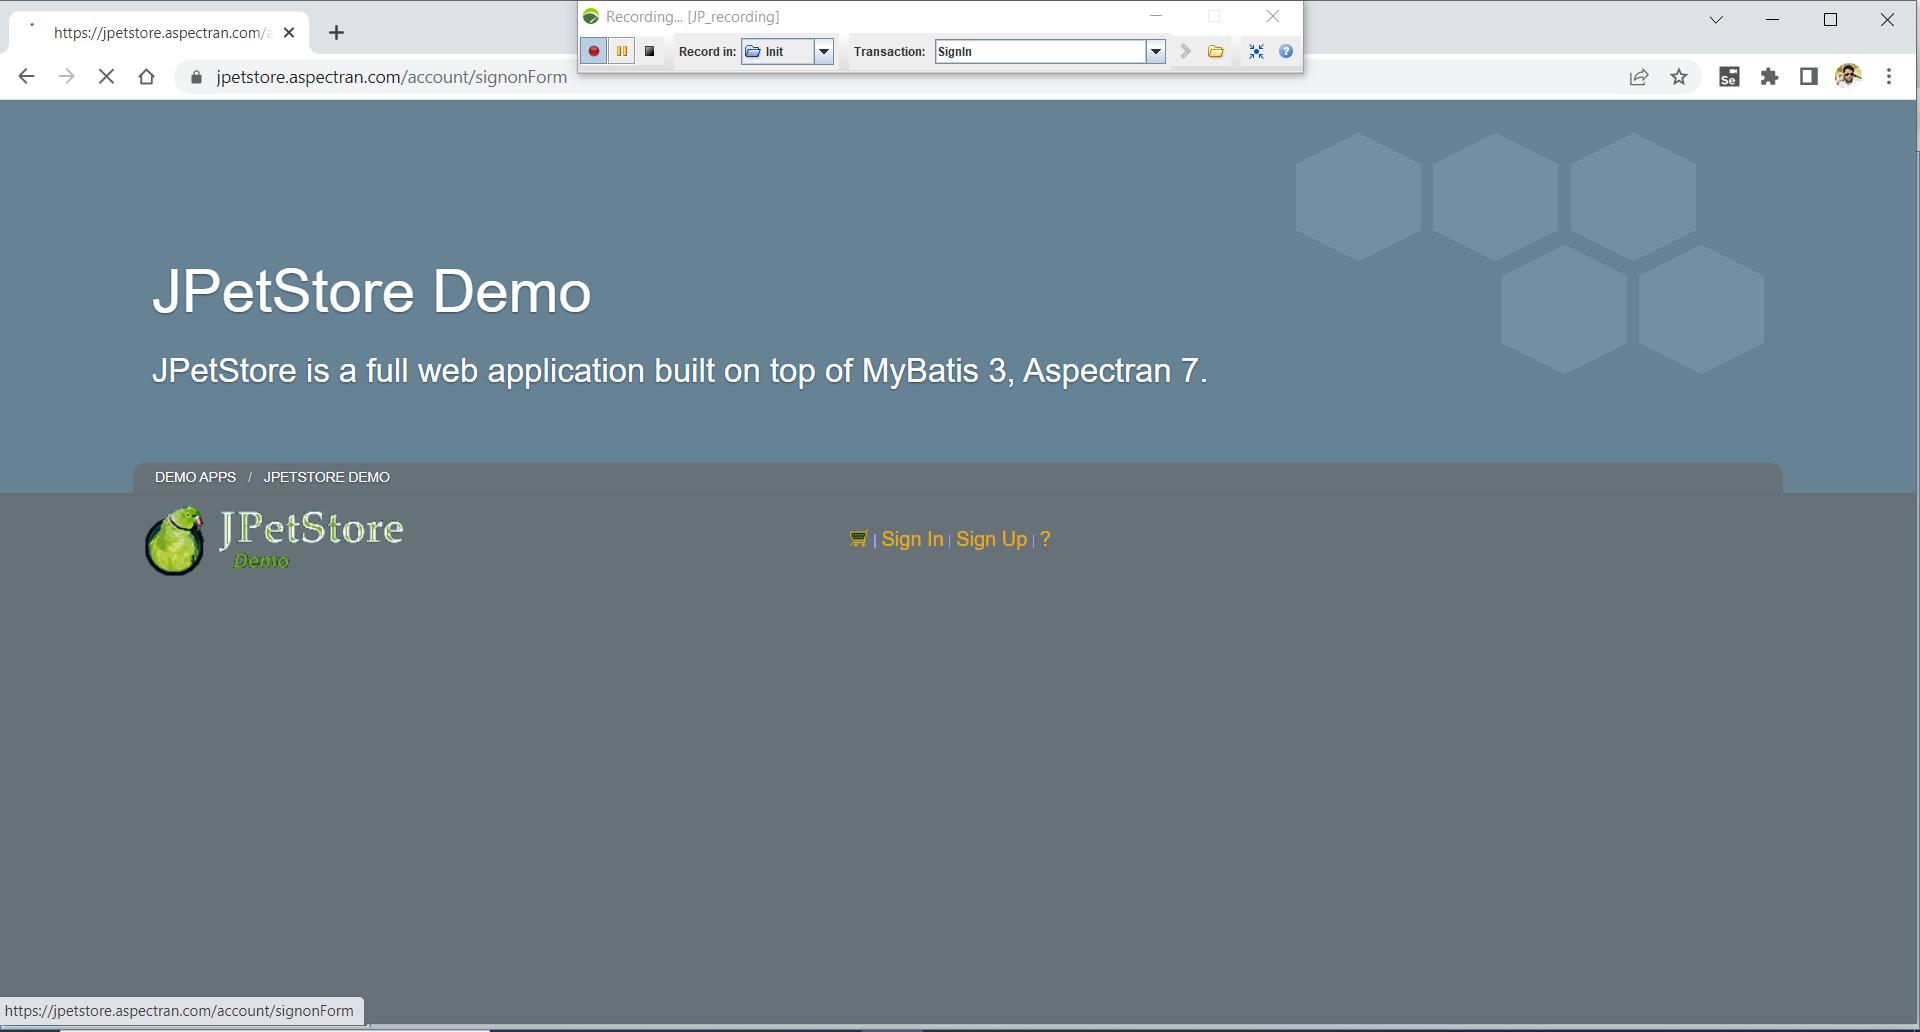 Recording... [JP_recording]
https://jpetstore.aspectran.com/a
Record in: Init Transaction: SignIn
jpetstore.aspectran.com/account/signonForm
Se
JPetStore Demo
JPetStore is a full web application built on top of MyBatis 3, Aspectran 7.
DEMO APPS / JPETSTORE DEMO
JPetStore
Demo
| Sign In | Sign Up | ?
https://jpetstore.aspectran.com/account/signonForm